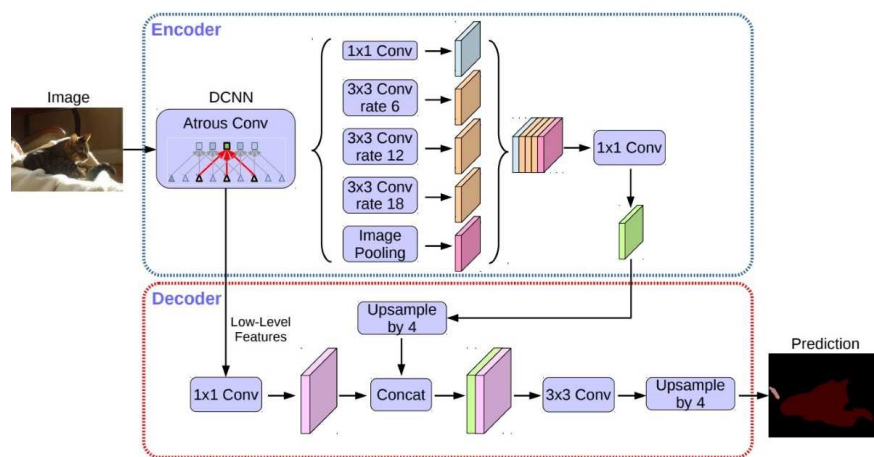 Encoder
Image
DCNN
Atrous Conv
1x1 Conv
3x3 Conv
rate 6
3x3 Conv
rate 12
3x3 Conv
rate 18
Image
Pooling
1x1 Conv
Decoder
Low-Level
Features
Upsample
by 4
1x1 Conv
Concat
3x3 Conv
Upsample
by 4
Prediction